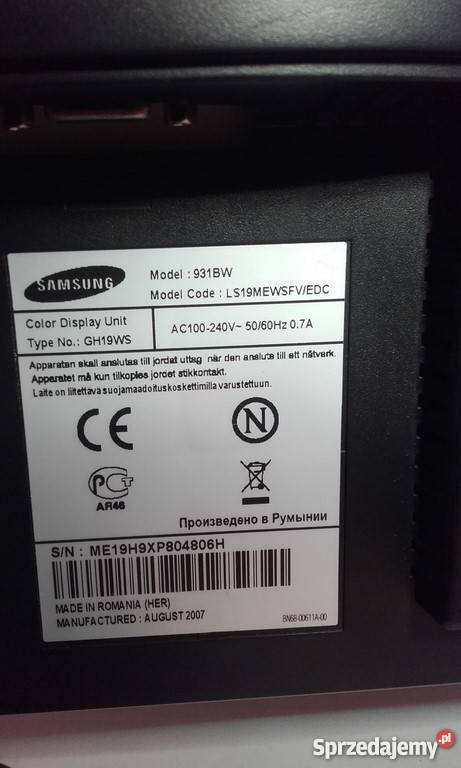 SAMSUNG
Model : 931BW
Model Code : LS19MEWSFV/EDC
Color Display Unit
Type No.: GH19WS
AC100-240V~ 50/60Hz 0.7A
Apparaten skall anslutas till jordat uttag när den ansluts till ett nätverk.
Apparatet må kun tilkoples jordet stikkontakt.
Laite on liitettävä suojamaadoituskoskettimilla varustettuun.
CE
N
PCT
AR46
Произведено в Румынии
S/N : ME19H9XP804806H
MADE IN ROMANIA (HER)
MANUFACTURED : AUGUST 2007
BN68-00611A-00
Sprzedajemy.pl